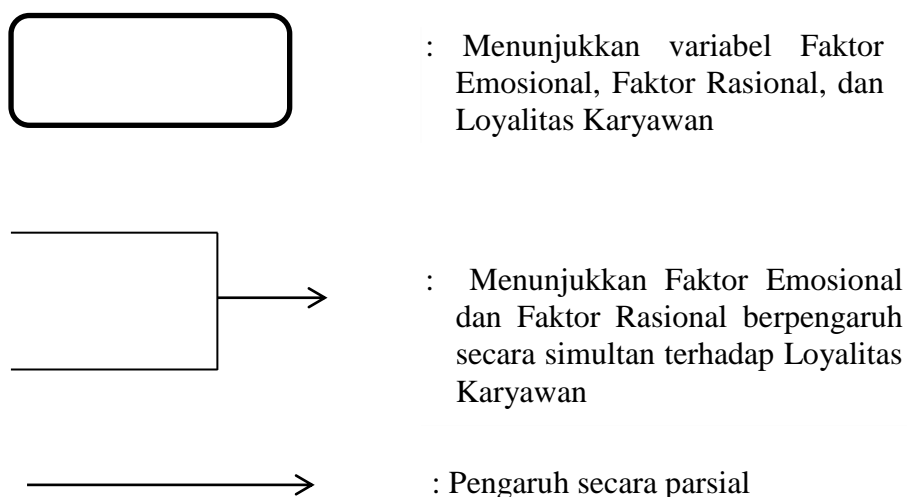 : Menunjukkan variabel Faktor
Emosional, Faktor Rasional, dan
Loyalitas Karyawan
: Menunjukkan Faktor Emosional
dan Faktor Rasional berpengaruh
secara simultan terhadap Loyalitas
Karyawan
: Pengaruh secara parsial